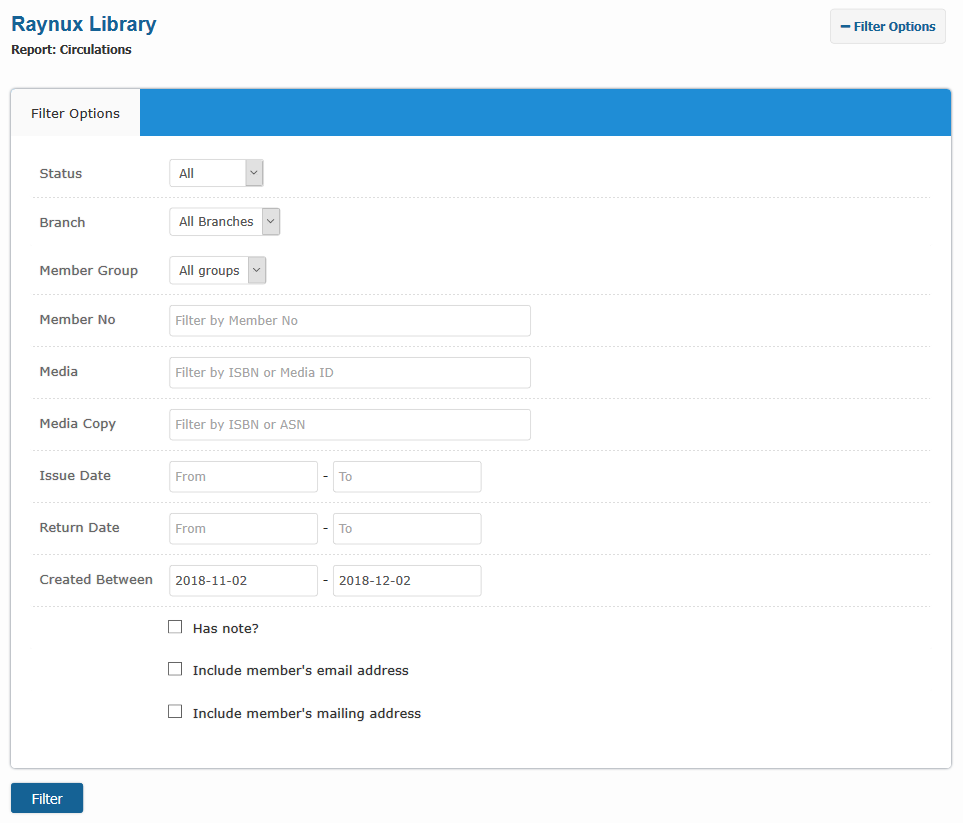 Raynux Library
Report: Circulations
− Filter Options
Filter Options
Status All
Branch All Branches
Member Group All groups
Member No Filter by Member No
Media Filter by ISBN or Media ID
Media Copy Filter by ISBN or ASN
Issue Date From - To
Return Date From - To
Created Between 2018-11-02 - 2018-12-02
Has note?
Include member's email address
Include member's mailing address
Filter